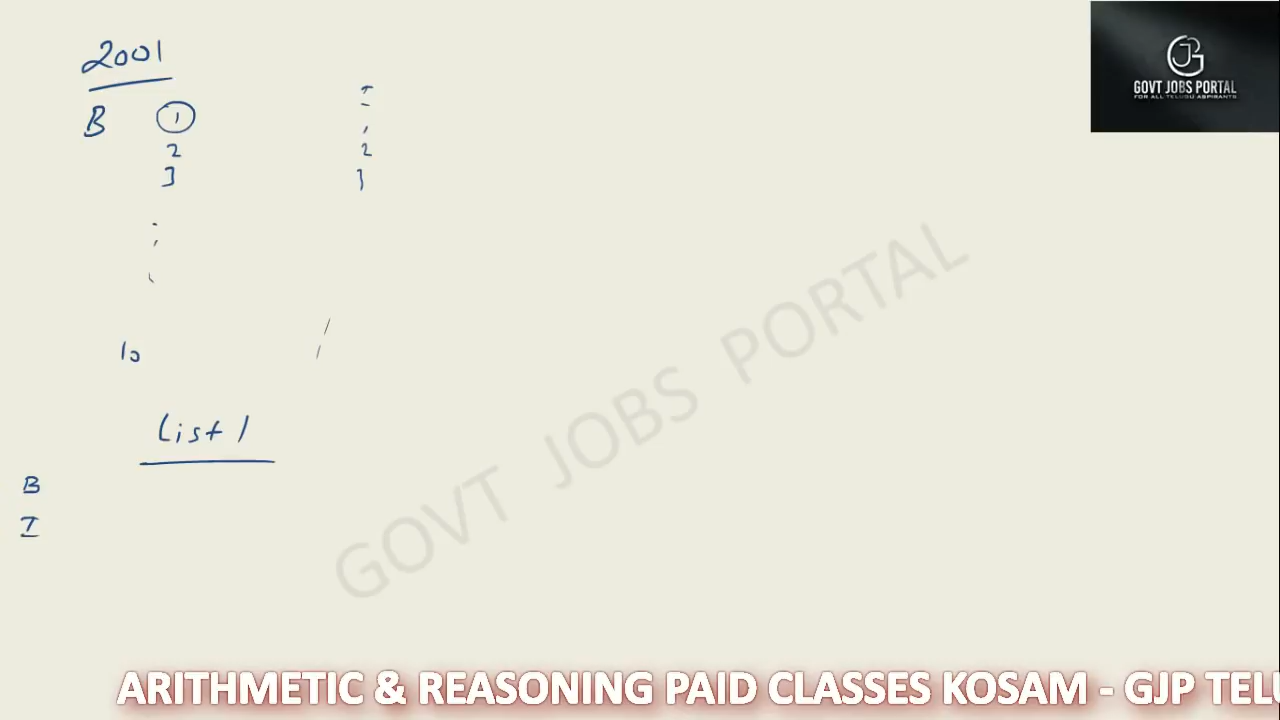 2001
B 1
2 2
3
10
List 1
B
I
GOVT JOBS PORTAL
GOVT JOBS PORTAL
FOR ALL TELUGU ASPIRANTS
ARITHMETIC & REASONING PAID CLASSES KOSAM - GJP TEL